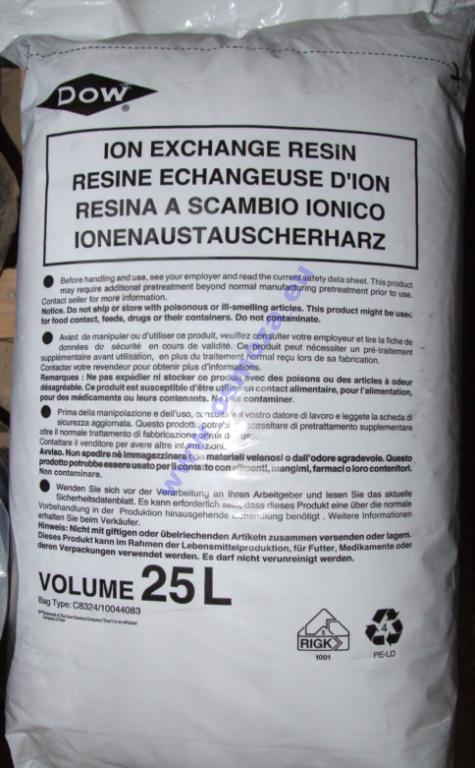 DOW
®
ION EXCHANGE RESIN
RESINE ECHANGEUSE D'ION
RESINA A SCAMBIO IONICO
IONENAUSTAUSCHERHARZ
● Before handling and use, see your employer and read the current safety data sheet. This product
may require additional pretreatment beyond normal manufacturing pretreatment prior to use.
Contact seller for more information.
Notice. Do not ship or store with poisonous or ill-smelling articles. This product might be used
for food contact, feeds, drugs or their containers. Do not contaminate.
● Avant de manipuler ou d'utiliser ce produit, veuillez consulter votre employeur et lire la fiche de
données de sécurité en cours de validité. Ce produit peut nécessiter un pré-traitement
supplémentaire avant utilisation, en plus du traitement normal reçu lors de sa fabrication.
Contacter votre revendeur pour obtenir plus d'informations.
Remarques : Ne pas expédier ni stocker ce produit avec des poisons ou des articles à odeur
désagréable. Ce produit est susceptible d'être utilisé en contact alimentaire, pour l'alimentation,
pour des médicaments ou leurs contenants. Ne pas contaminer.
● Prima della manipolazione e dell'uso, consultate il vostro datore di lavoro e leggete la scheda di
sicurezza aggiornata. Questo prodotto potrebbe necessitare di pretrattamento supplementare
oltre il normale trattamento di fabbricazione prima dell'uso.
Contattare il venditore per avere altre informazioni.
Avviso. Non spedire nè immagazzinare con materiali velenosi o dall'odore sgradevole. Questo
prodotto potrebbe essere usato per il contatto con alimenti, mangimi, farmaci o loro contenitori.
Non contaminare.
● Wenden Sie sich vor der Verarbeitung an Ihren Arbeitgeber und lesen Sie das aktuelle
Sicherheitsdatenblatt. Es kann erforderlich sein, dass dieses Produkt eine über die normale
Vorbehandlung in der Produktion hinausgehende Behandlung benötigt. Weitere Informationen
erhalten Sie beim Verkäufer.
Hinweis: Nicht mit giftigen oder übelriechenden Artikeln zusammen versenden oder lagern.
Dieses Produkt kann im Rahmen der Lebensmittelproduktion, für Futter, Medikamente oder
deren Verpackungen verwendet werden. Es darf nicht verunreinigt werden.
VOLUME 25 L
Bag Type: C8324/10044083
RIGK
1001
4
PE-LD
www.osmoza.eu